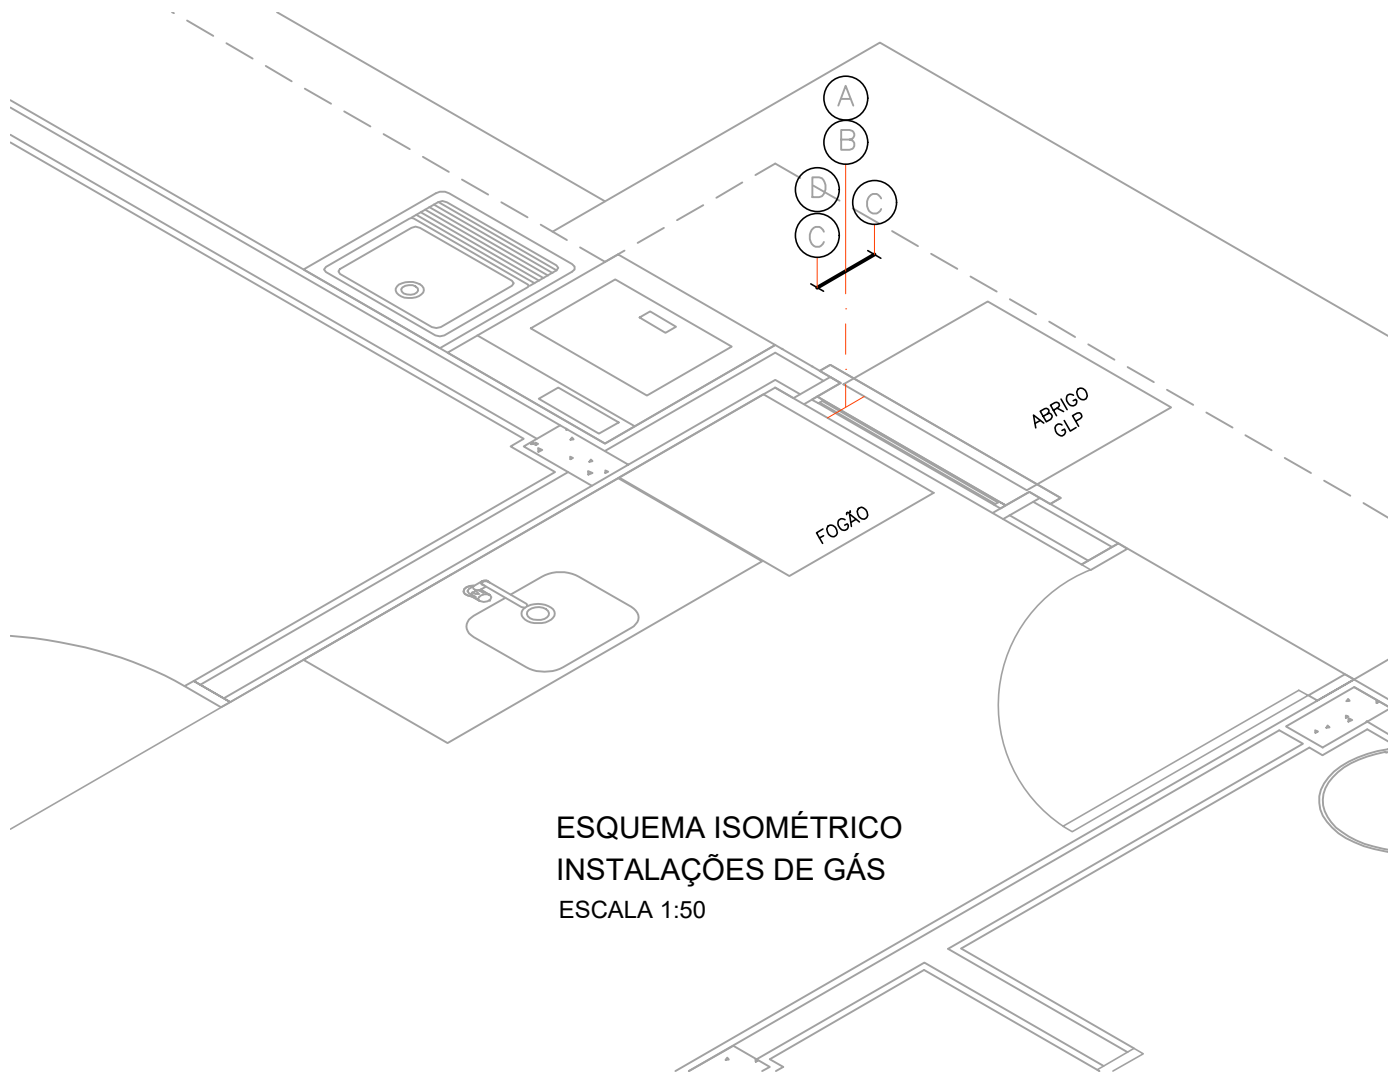 A
B
D
C
C
ABRIGO
GLP
FOGÃO
ESQUEMA ISOMÉTRICO
INSTALAÇÕES DE GÁS
ESCALA 1:50